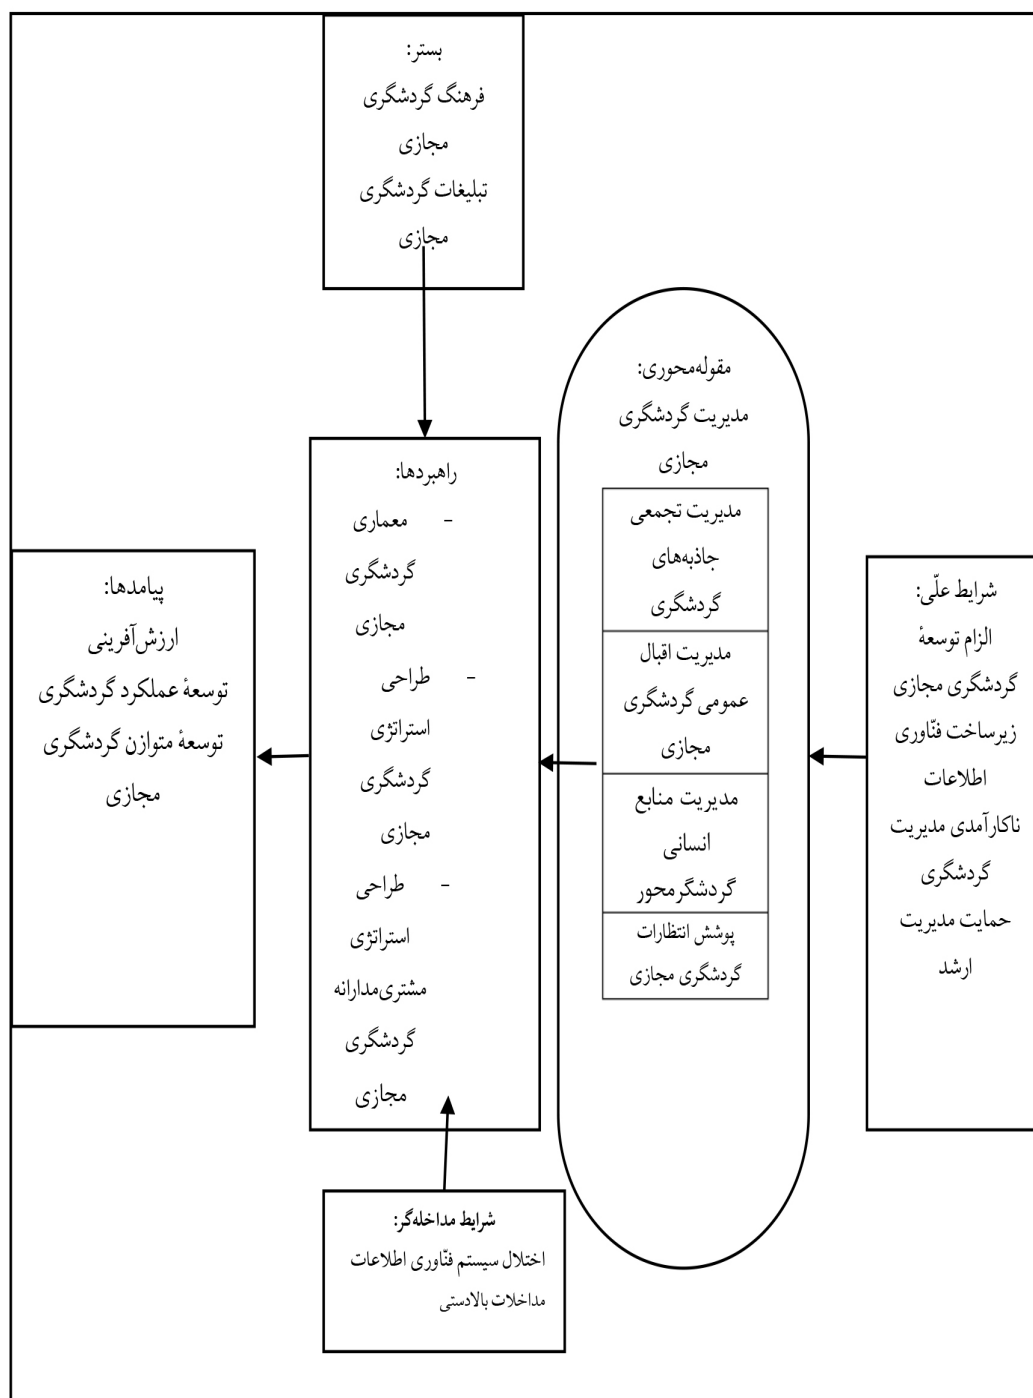 بستر:
فرهنگ گردشگری
مجازی
تبلیغات گردشگری
مجازی
شرایط علّی:
الزام توسعهٔ
گردشگری مجازی
زیرساخت فنّاوری
اطلاعات
ناکارآمدی مدیریت
گردشگری
حمایت مدیریت
ارشد
مقوله‌محوری:
مدیریت گردشگری
مجازی
مدیریت تجمعی
جاذبه‌های
گردشگری
مدیریت اقبال
عمومی گردشگری
مجازی
مدیریت منابع
انسانی
گردشگرمحور
پوشش انتظارات
گردشگری مجازی
راهبردها:
- معماری
گردشگری
مجازی
- طراحی
استراتژی
گردشگری
مجازی
- طراحی
استراتژی
مشتری‌مدارانه
گردشگری
مجازی
پیامدها:
ارزش‌آفرینی
توسعهٔ عملکرد گردشگری
توسعهٔ متوازن گردشگری
مجازی
شرایط مداخله‌گر:
اختلال سیستم فنّاوری اطلاعات
مداخلات بالادستی